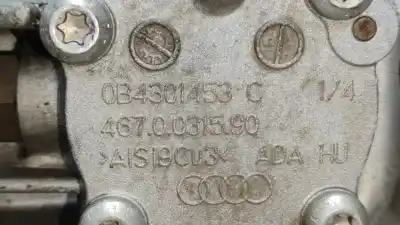 0B4301453 C 1/4
467.0.0315.90
>AlSi9Cu3< ADA HU